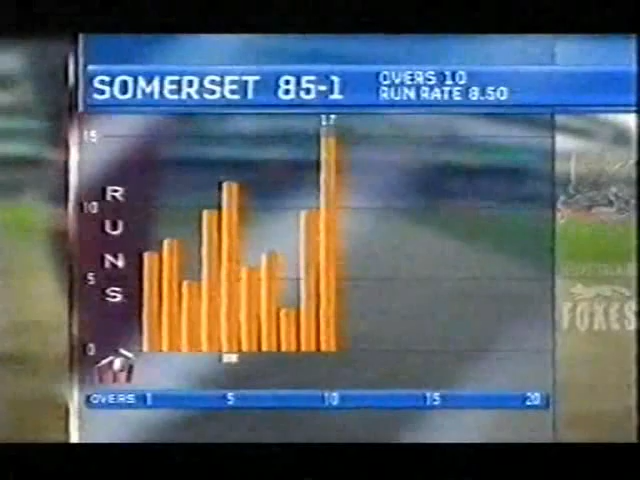 SOMERSET 85-1
OVERS 10
RUN RATE 8.50
17
15
10
5
0
RUNS
OVERS 1 5 10 15 20
FOXES